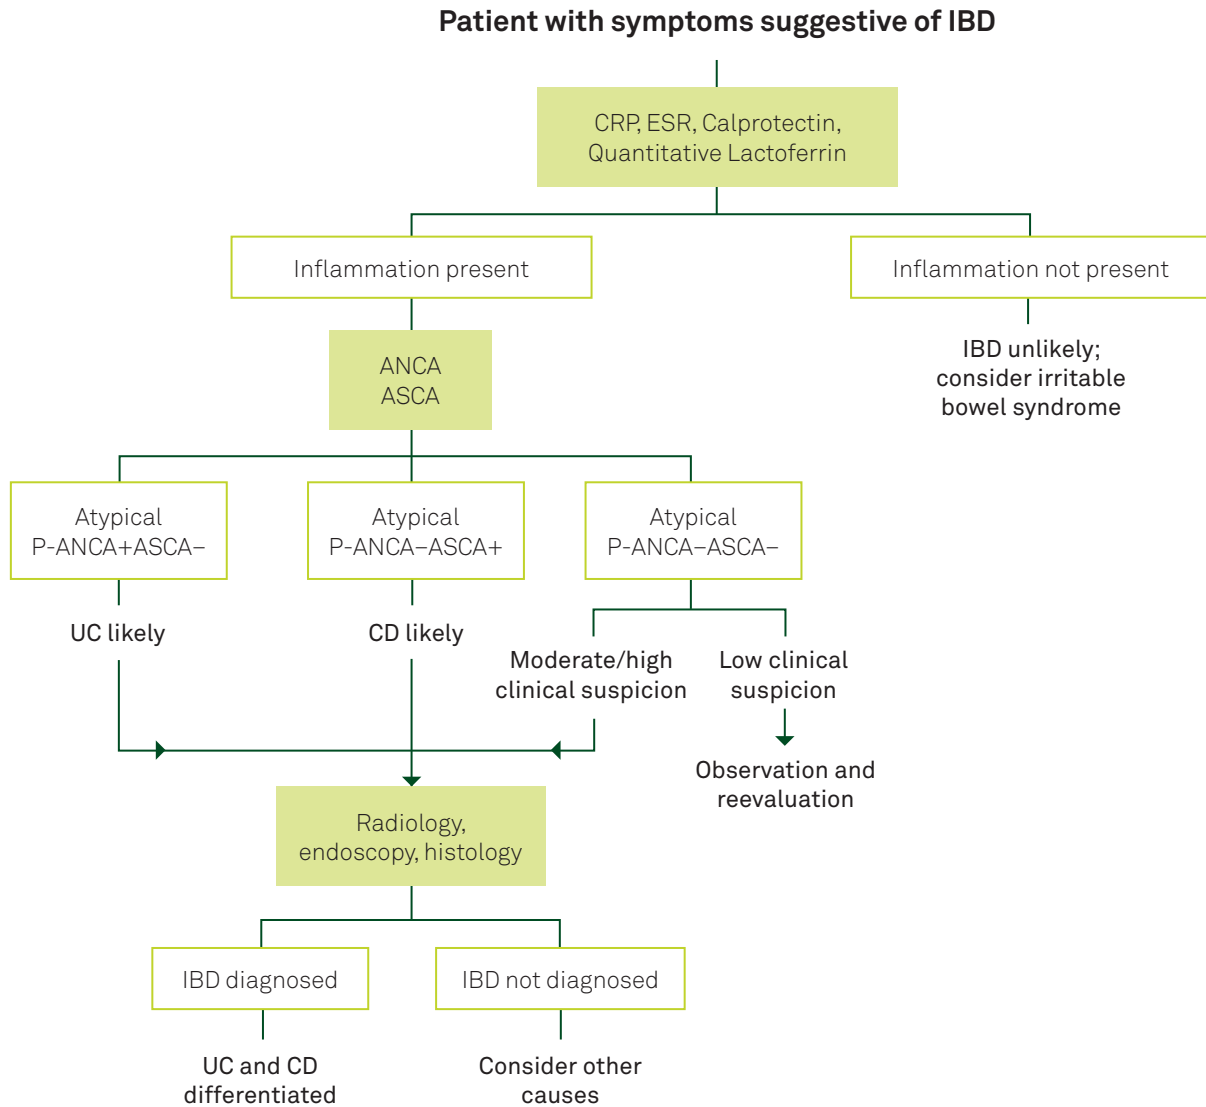 Patient with symptoms suggestive of IBD
CRP, ESR, Calprotectin,
Quantitative Lactoferrin
Inflammation present
Inflammation not present
IBD unlikely;
consider irritable
bowel syndrome
ANCA
ASCA
Atypical
P-ANCA+ASCA–
Atypical
P-ANCA–ASCA+
Atypical
P-ANCA–ASCA–
UC likely
CD likely
Moderate/high
clinical suspicion
Low clinical
suspicion
Observation and
reevaluation
Radiology,
endoscopy, histology
IBD diagnosed
IBD not diagnosed
UC and CD
differentiated
Consider other
causes